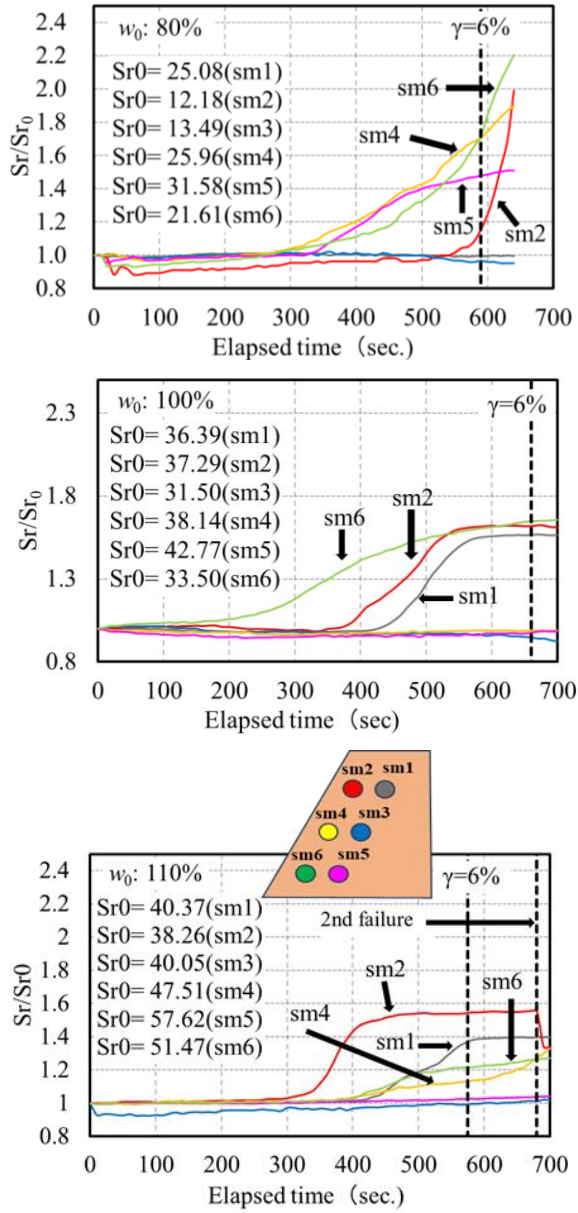 2.4
2.2
2.0
1.8
1.6
1.4
1.2
1.0
0.8
Sr/Sr0
w0: 80%
γ=6%
Sr0= 25.08(sm1)
Sr0= 12.18(sm2)
Sr0= 13.49(sm3)
Sr0= 25.96(sm4)
Sr0= 31.58(sm5)
Sr0= 21.61(sm6)
sm6
sm4
sm5
sm2
0 100 200 300 400 500 600 700
Elapsed time (sec.)
2.3
1.8
1.3
0.8
Sr/Sr0
w0: 100%
γ=6%
Sr0= 36.39(sm1)
Sr0= 37.29(sm2)
Sr0= 31.50(sm3)
Sr0= 38.14(sm4)
Sr0= 42.77(sm5)
Sr0= 33.50(sm6)
sm6
sm2
sm1
0 100 200 300 400 500 600 700
Elapsed time (sec)
sm2 sm1
sm4 sm3
sm6 sm5
2.4
2.2
2
1.8
1.6
1.4
1.2
1
0.8
Sr/Sr0
w0: 110%
γ=6%
Sr0= 40.37(sm1)
Sr0= 38.26(sm2)
Sr0= 40.05(sm3)
Sr0= 47.51(sm4)
Sr0= 57.62(sm5)
Sr0= 51.47(sm6)
2nd failure
sm2
sm6
sm4
sm1
0 100 200 300 400 500 600 700
Elapsed time (sec.)